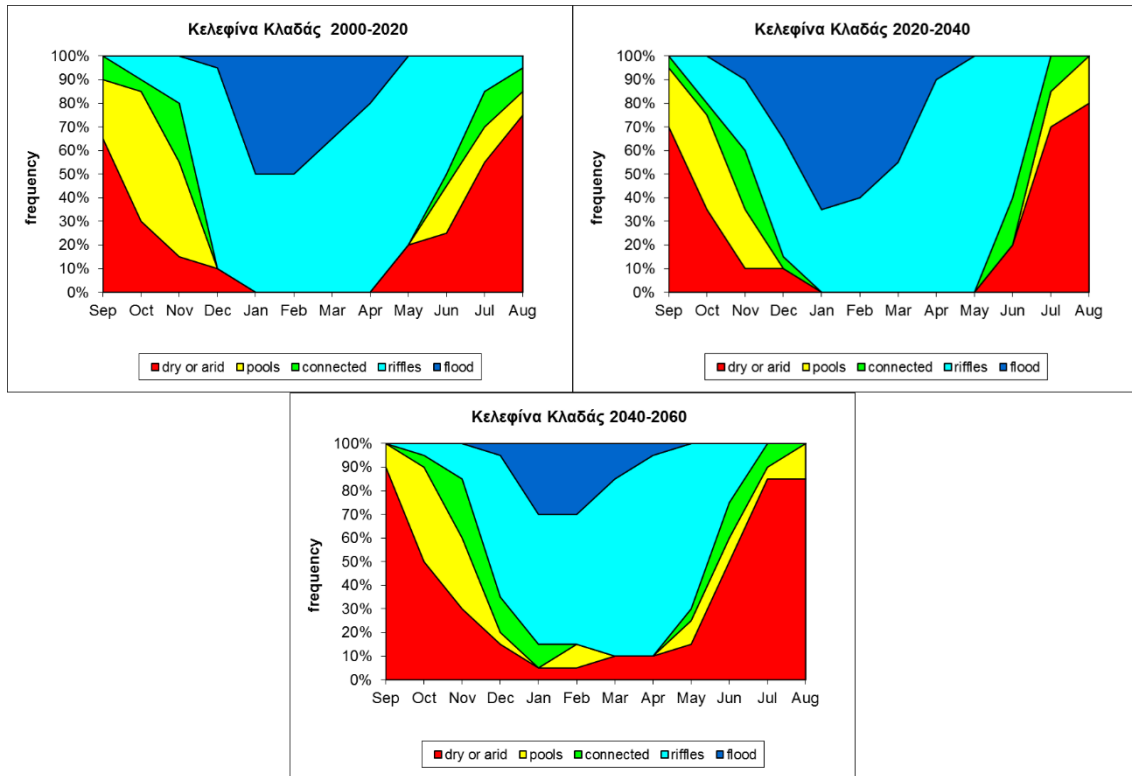 Κελεφίνα Κλαδάς 2000-2020
100%
90%
80%
70%
60%
50%
40%
30%
20%
10%
0%
frequency
Sep Oct Nov Dec Jan Feb Mar Apr May Jun Jul Aug
dry or arid pools connected riffles flood
Κελεφίνα Κλαδάς 2020-2040
100%
90%
80%
70%
60%
50%
40%
30%
20%
10%
0%
frequency
Sep Oct Nov Dec Jan Feb Mar Apr May Jun Jul Aug
dry or arid pools connected riffles flood
Κελεφίνα Κλαδάς 2040-2060
100%
90%
80%
70%
60%
50%
40%
30%
20%
10%
0%
frequency
Sep Oct Nov Dec Jan Feb Mar Apr May Jun Jul Aug
dry or arid pools connected riffles flood